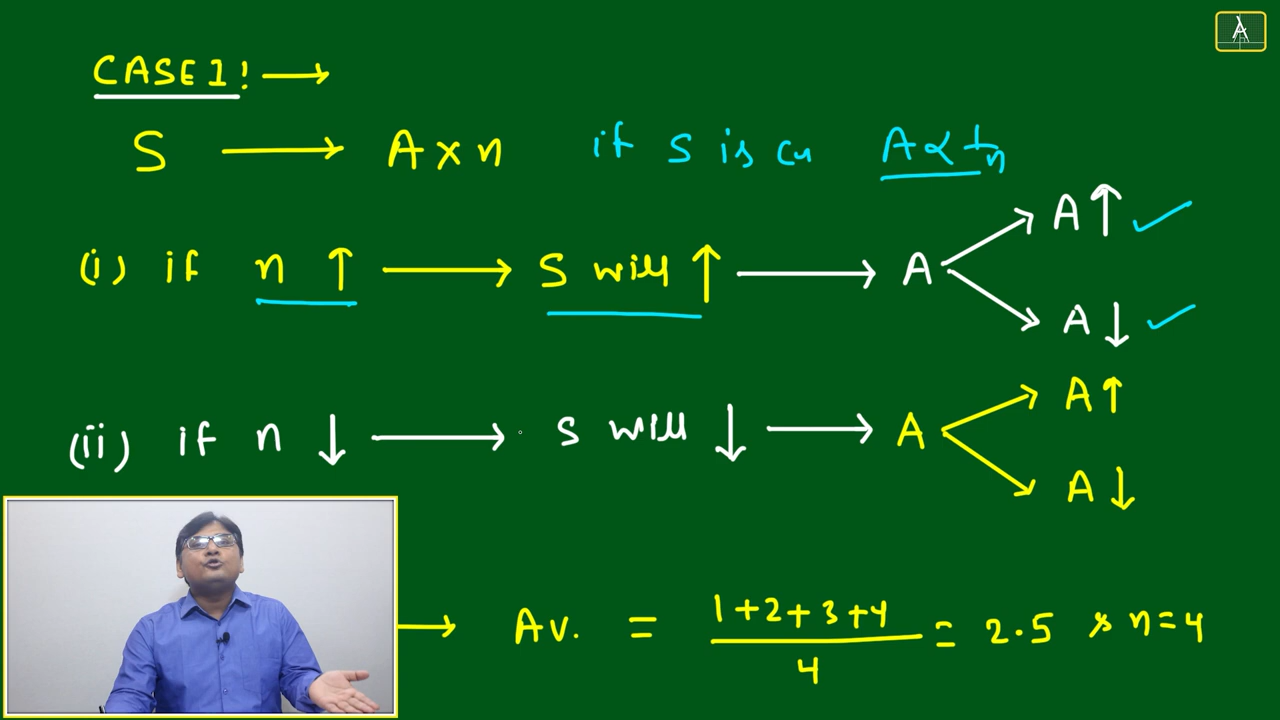 A
CASE 1! →
S → A × n if S is cn A ∝ 1/n
(i) if n ↑ → S will ↑ → A A ↑ ✓
A ↓ ✓
(ii) if n ↓ → S will ↓ → A A ↑
A ↓
→ Av. = 1+2+3+4 / 4 = 2.5 & n=4